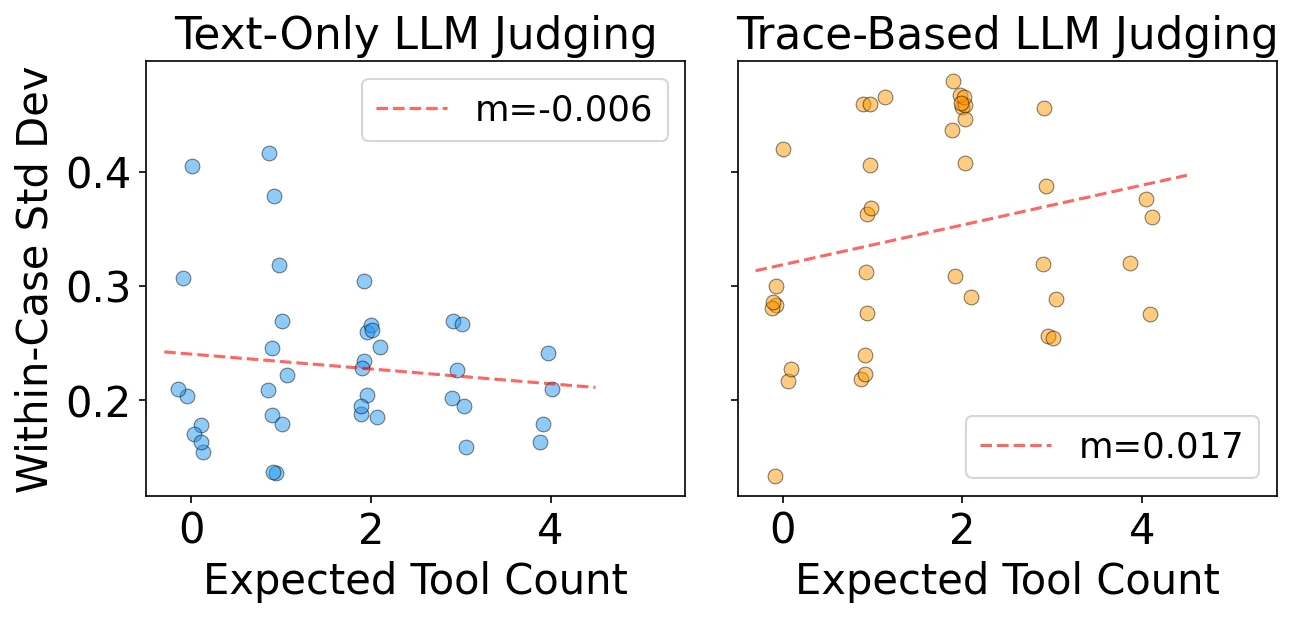 Text-Only LLM Judging
Trace-Based LLM Judging
Within-Case Std Dev
0.4
0.3
0.2
m=-0.006
m=0.017
0
2
4
0
2
4
Expected Tool Count
Expected Tool Count